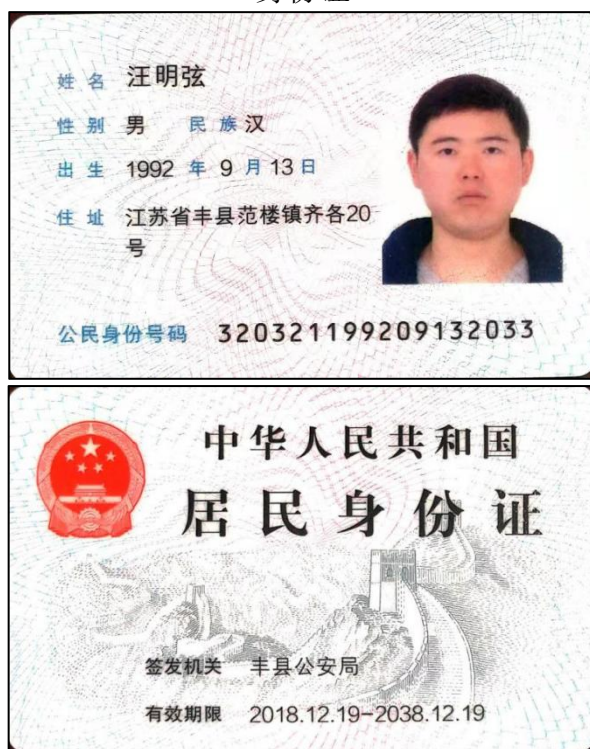 姓名 汪明弦
性别 男 民族 汉
出生 1992 年 9 月 13 日
住址 江苏省丰县范楼镇齐各20
号
公民身份号码 320321199209132033
中华人民共和国
居民身份证
签发机关 丰县公安局
有效期限 2018.12.19-2038.12.19